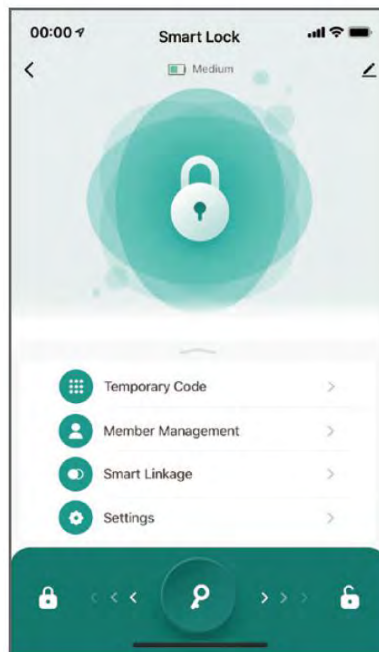 00:00
Smart Lock
Medium
Temporary Code
Member Management
Smart Linkage
Settings